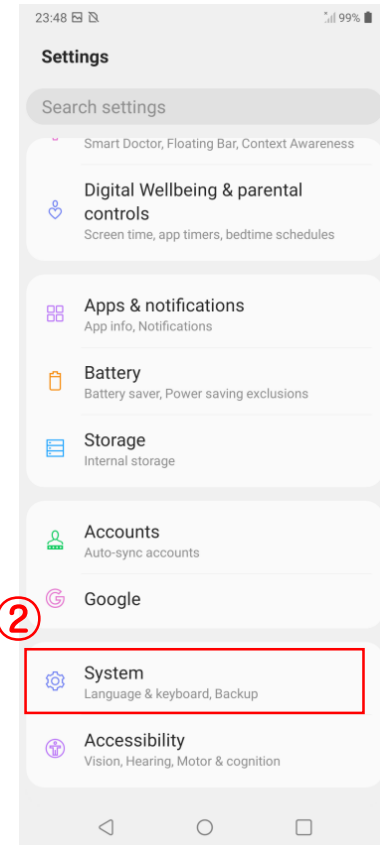 23:48 99%
Settings
Search settings
Smart Doctor, Floating Bar, Context Awareness
Digital Wellbeing & parental
controls
Screen time, app timers, bedtime schedules
Apps & notifications
App info, Notifications
Battery
Battery saver, Power saving exclusions
Storage
Internal storage
Accounts
Auto-sync accounts
Google
②
System
Language & keyboard, Backup
Accessibility
Vision, Hearing, Motor & cognition